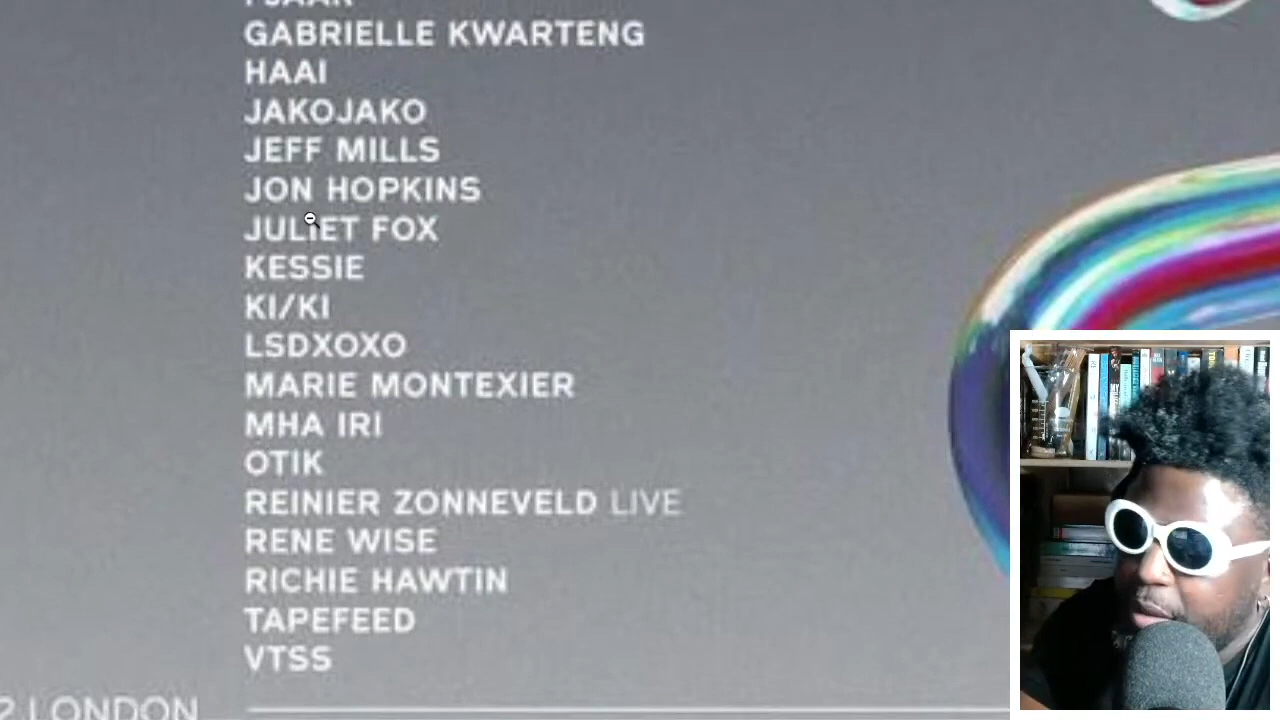 GABRIELLE KWARTENG
HAAI
JAKOJAKO
JEFF MILLS
JON HOPKINS
JULIET FOX
KESSIE
KI/KI
LSDXOXO
MARIE MONTEXIER
MHA IRI
OTIK
REINIER ZONNEVELD LIVE
RENE WISE
RICHIE HAWTIN
TAPEFEED
VTSS
2 LONDON